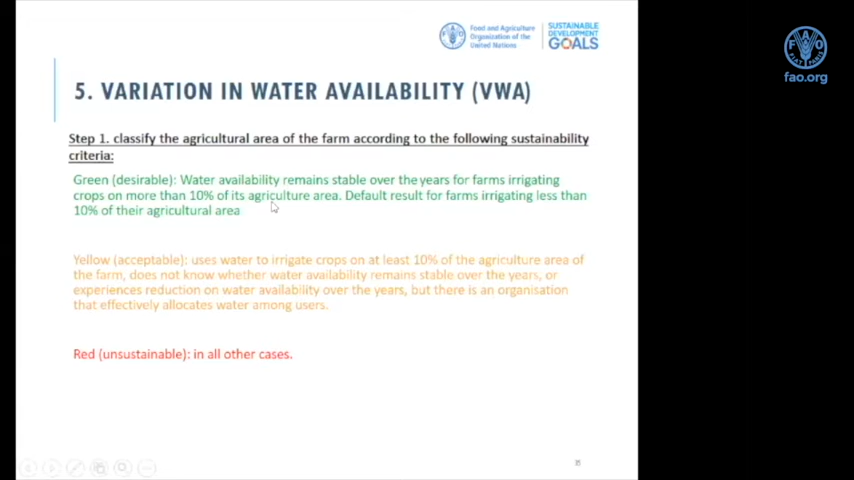 Food and Agriculture
Organization of the
United Nations
SUSTAINABLE
DEVELOPMENT
GOALS
FAO
FIAT PANIS
fao.org
5. VARIATION IN WATER AVAILABILITY (VWA)
Step 1. classify the agricultural area of the farm according to the following sustainability
criteria:
Green (desirable): Water availability remains stable over the years for farms irrigating
crops on more than 10% of its agriculture area. Default result for farms irrigating less than
10% of their agricultural area
Yellow (acceptable): uses water to irrigate crops on at least 10% of the agriculture area of
the farm, does not know whether water availability remains stable over the years, or
experiences reduction on water availability over the years, but there is an organisation
that effectively allocates water among users.
Red (unsustainable): in all other cases.